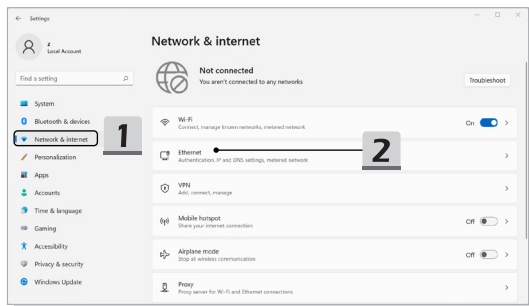 Settings
z
Local Account
Find a setting
System
Bluetooth & devices
Network & internet
Personalization
Apps
Accounts
Time & language
Gaming
Accessibility
Privacy & security
Windows Update
1
Network & internet
Not connected
You aren't connected to any networks
Troubleshoot
Wi-Fi
Connect, manage known networks, metered network
On
Ethernet
Authentication, IP and DNS settings, metered network
2
VPN
Add, connect, manage
Mobile hotspot
Share your internet connection
Off
Airplane mode
Stop all wireless communication
Off
Proxy
Proxy server for Wi-Fi and Ethernet connections